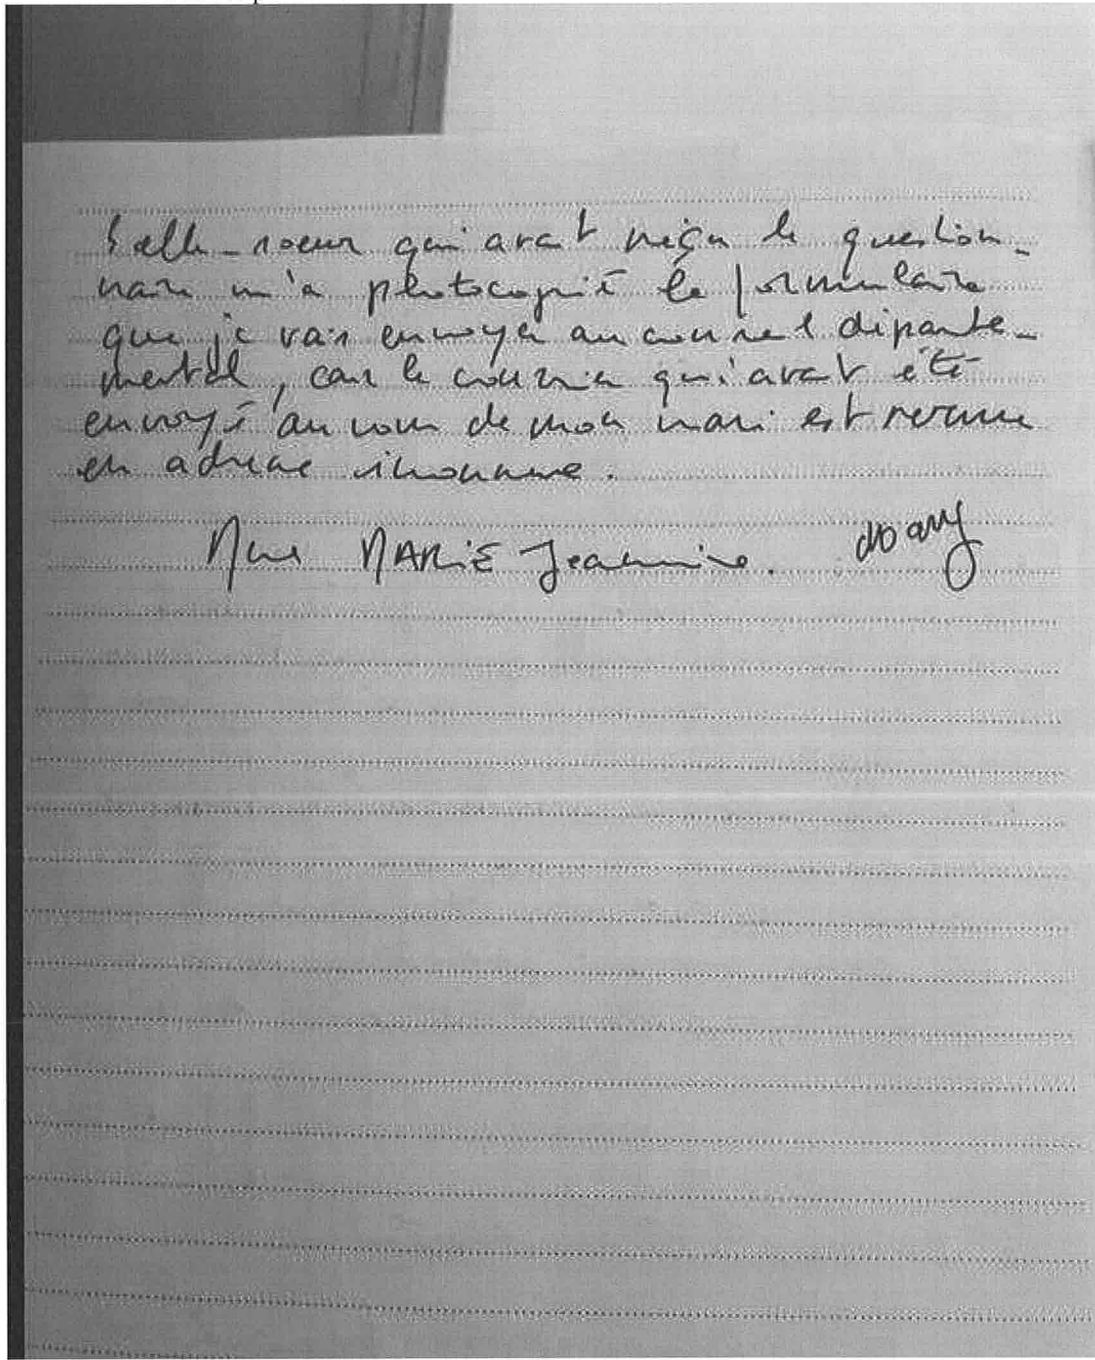 belle-soeur qui avait reçu le question-
naire m'a photocopié le formulaire
que je vais envoyer au conseil départe-
mental, car le courrier qui avait été
envoyé au nom de mon mari est revenu
en adresse inconnue.
Mme MARIE Jeannine.